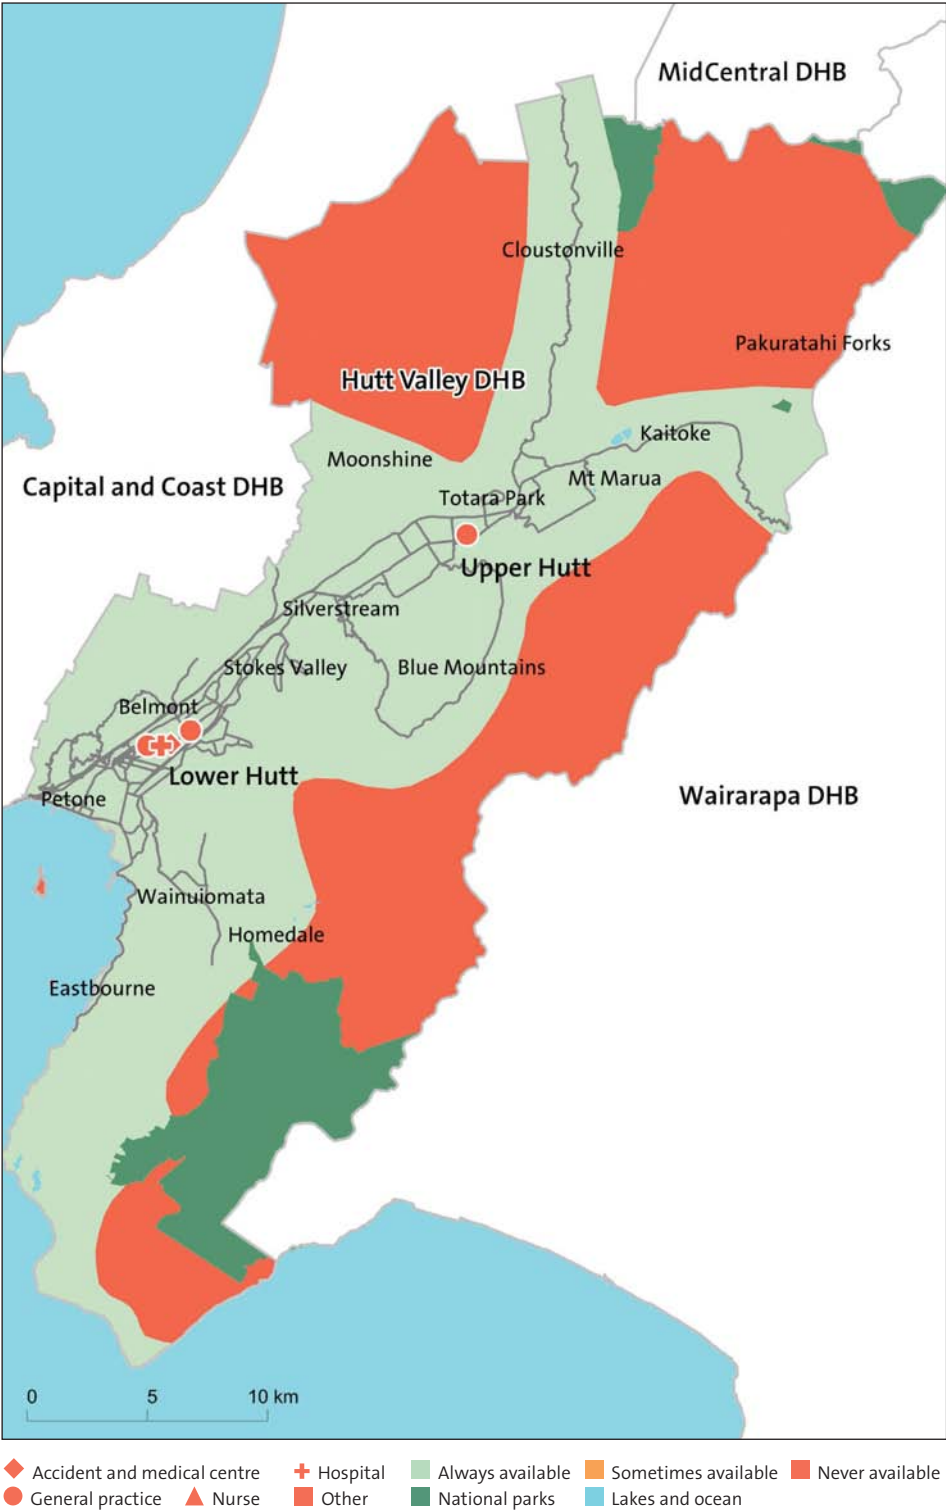 MidCentral DHB
Cloustonville
Pakuratahi Forks
Hutt Valley DHB
Kaitoke
Moonshine
Mt Marua
Capital and Coast DHB
Totara Park
Upper Hutt
Silverstream
Stokes Valley
Blue Mountains
Belmont
Lower Hutt
Petone
Wairarapa DHB
Wainuiomata
Homedale
Eastbourne
0 5 10 km
Accident and medical centre Hospital Always available Sometimes available Never available
General practice Nurse Other National parks Lakes and ocean